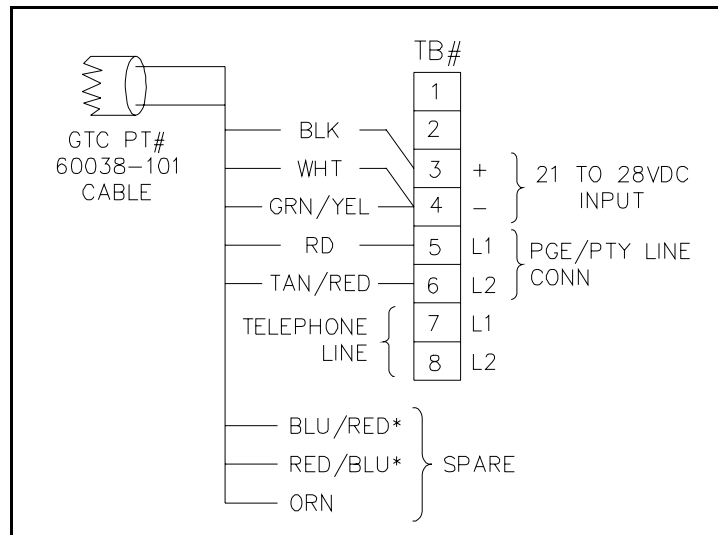 TB#
1
2
3
4
5
6
7
8
GTC PT#
60038-101
CABLE
BLK
WHT
GRN/YEL
RD
TAN/RED
+
−
21 TO 28VDC
INPUT
L1
L2
PGE/PTY LINE
CONN
TELEPHONE
LINE
L1
L2
BLU/RED*
RED/BLU*
ORN
SPARE